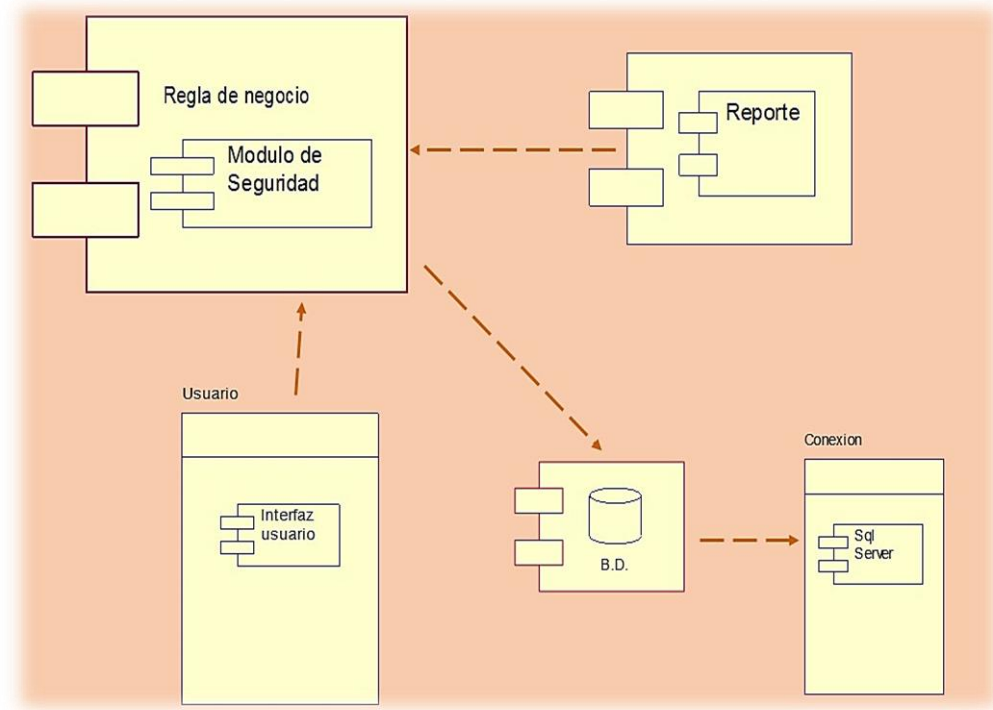 Regla de negocio
Modulo de
Seguridad
Reporte
Usuario
Interfaz
usuario
B.D.
Conexion
Sql
Server